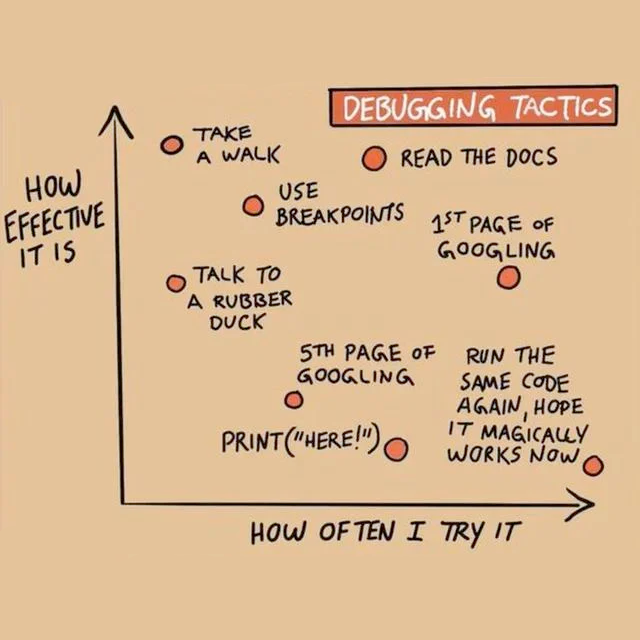 DEBUGGING TACTICS
HOW
EFFECTIVE
IT IS
TAKE
A WALK
READ THE DOCS
USE
BREAKPOINTS
1ST PAGE OF
GOOGLING
TALK TO
A RUBBER
DUCK
5TH PAGE OF
GOOGLING
RUN THE
SAME CODE
AGAIN, HOPE
IT MAGICALLY
WORKS NOW
PRINT("HERE!")
HOW OFTEN I TRY IT